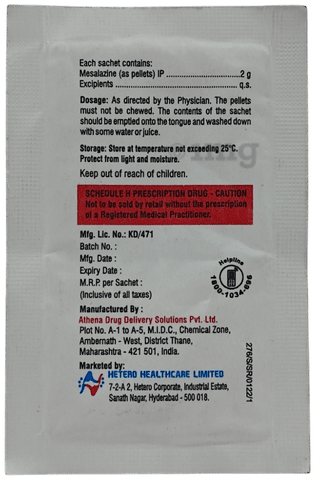 Each sachet contains:
Mesalazine (as pellets) IP ..............................2 g
Excipients ................................................... q.s.
Dosage: As directed by the Physician. The pellets
must not be chewed. The contents of the sachet
should be emptied onto the tongue and washed down
with some water or juice.
Storage: Store at temperature not exceeding 25°C.
Protect from light and moisture.
Keep out of reach of children.
SCHEDULE H PRESCRIPTION DRUG - CAUTION
Not to be sold by retail without the prescription
of a Registered Medical Practitioner.
Mfg. Lic. No.: KD/471
Batch No. :
Mfg. Date :
Expiry Date :
M.R.P. per Sachet :
(Inclusive of all taxes)
Helpline
1800-1034-696
Manufactured By :
Athena Drug Delivery Solutions Pvt. Ltd.
Plot No. A-1 to A-5, M.I.D.C., Chemical Zone,
Ambernath - West, District Thane,
Maharashtra - 421 501, India.
Marketed by:
HETERO HEALTHCARE LIMITED
7-2-A 2, Hetero Corporate, Industrial Estate,
Sanath Nagar, Hyderabad - 500 018.
276/S/SR/0122/1